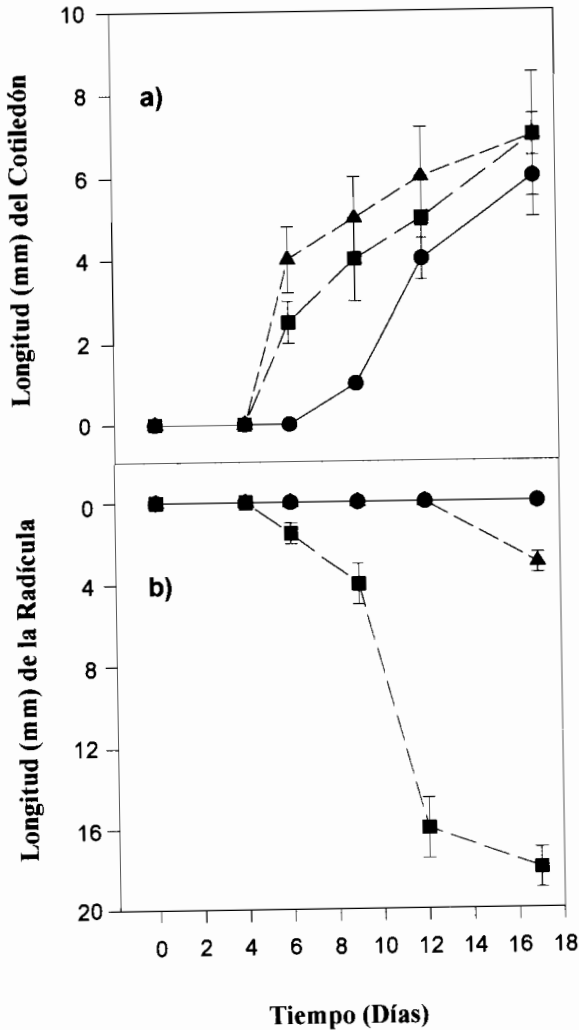 10
8
6
4
2
0
a)
Longitud (mm) del Cotiledón
0
4
8
12
16
20
b)
Longitud (mm) de la Radícula
0 2 4 6 8 10 12 14 16 18
Tiempo (Días)